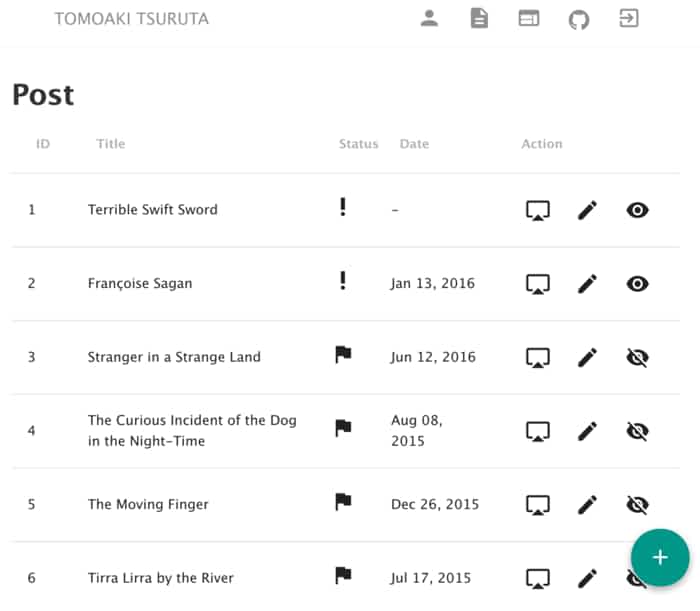 TOMOAKI TSURUTA
Post
ID Title Status Date Action
1 Terrible Swift Sword ! –
2 Françoise Sagan ! Jan 13, 2016
3 Stranger in a Strange Land Jun 12, 2016
4 The Curious Incident of the Dog in the Night-Time Aug 08, 2015
5 The Moving Finger Dec 26, 2015
6 Tirra Lirra by the River Jul 17, 2015
+